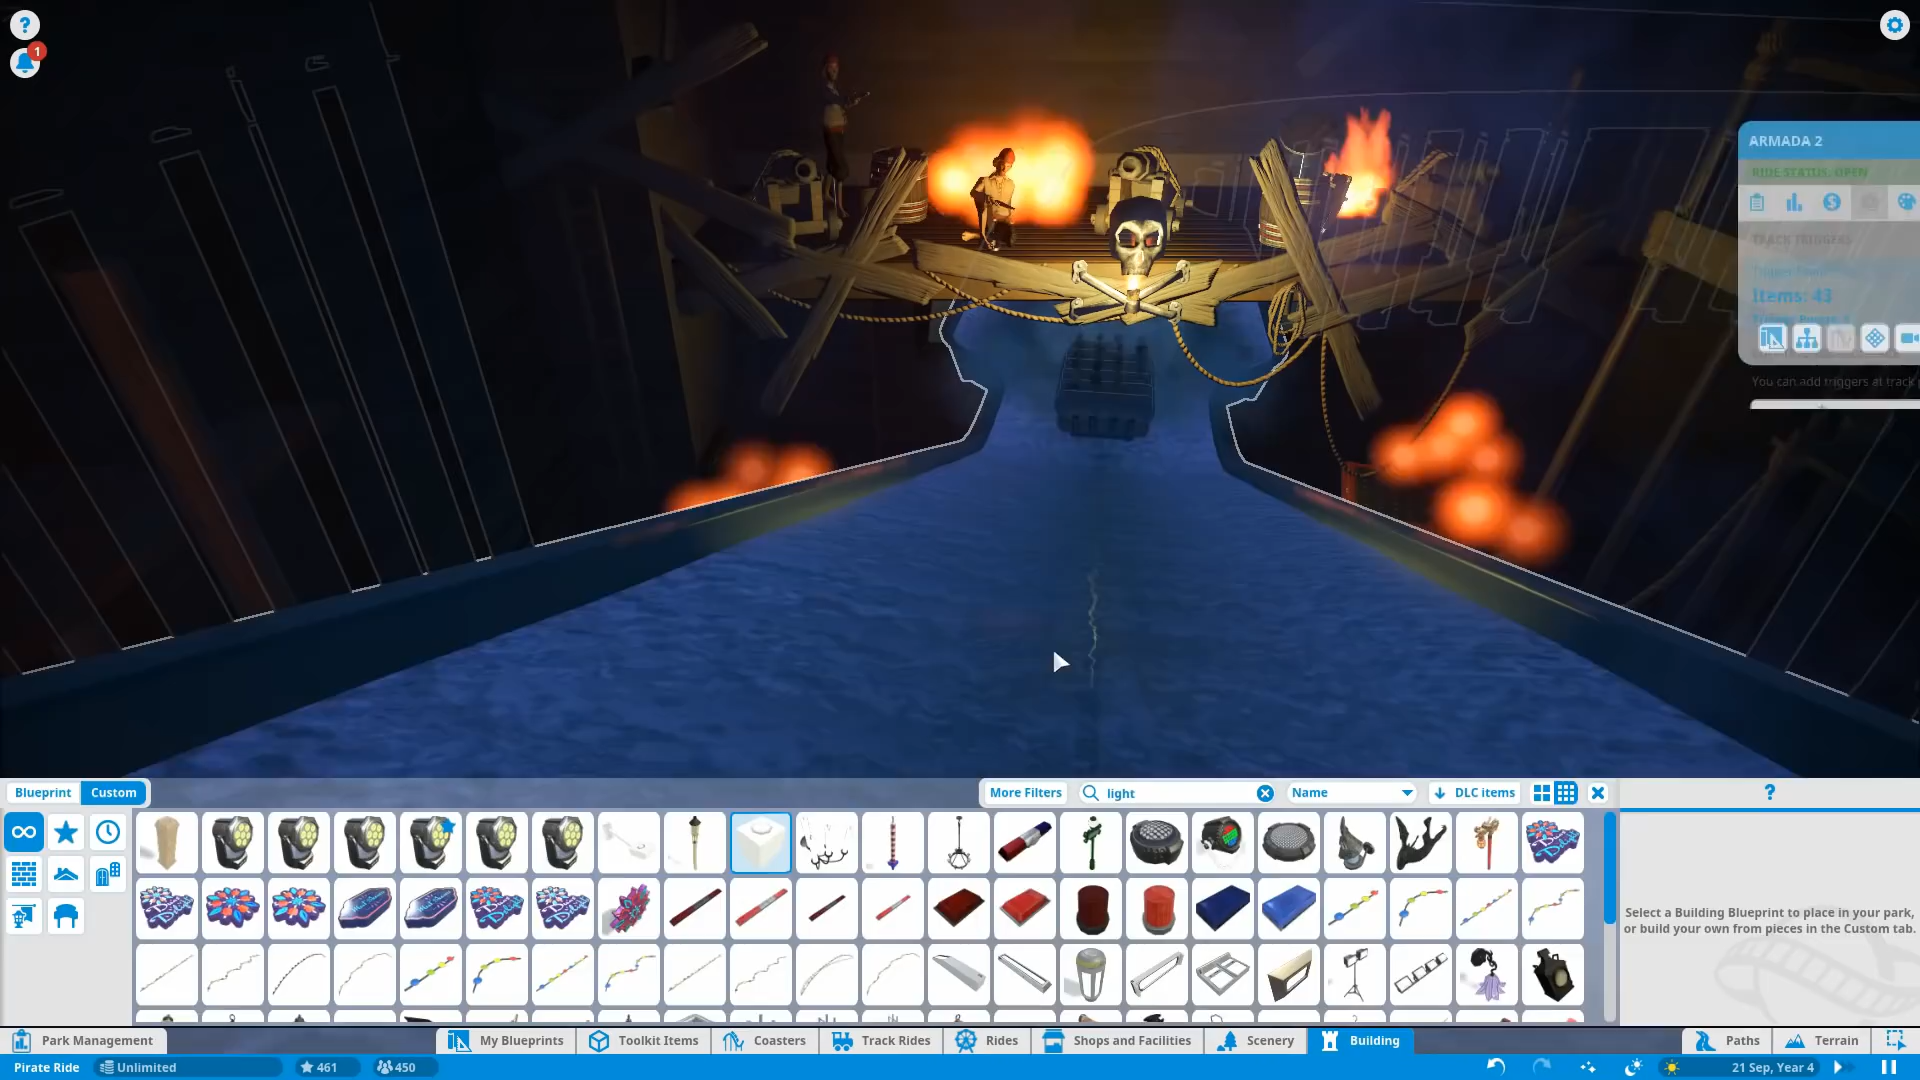 ?
1
ARMADA 2
RIDE STATUS: OPEN
TRACK TRIGGERS
Items: 43
You can add triggers at track
Blueprint
Custom
More Filters
light
Name
DLC items
?
Select a Building Blueprint to place in your park,
or build your own from pieces in the Custom tab.
Park Management
My Blueprints
Toolkit Items
Coasters
Track Rides
Rides
Shops and Facilities
Scenery
Building
Paths
Terrain
Pirate Ride
Unlimited
461
450
21 Sep, Year 4